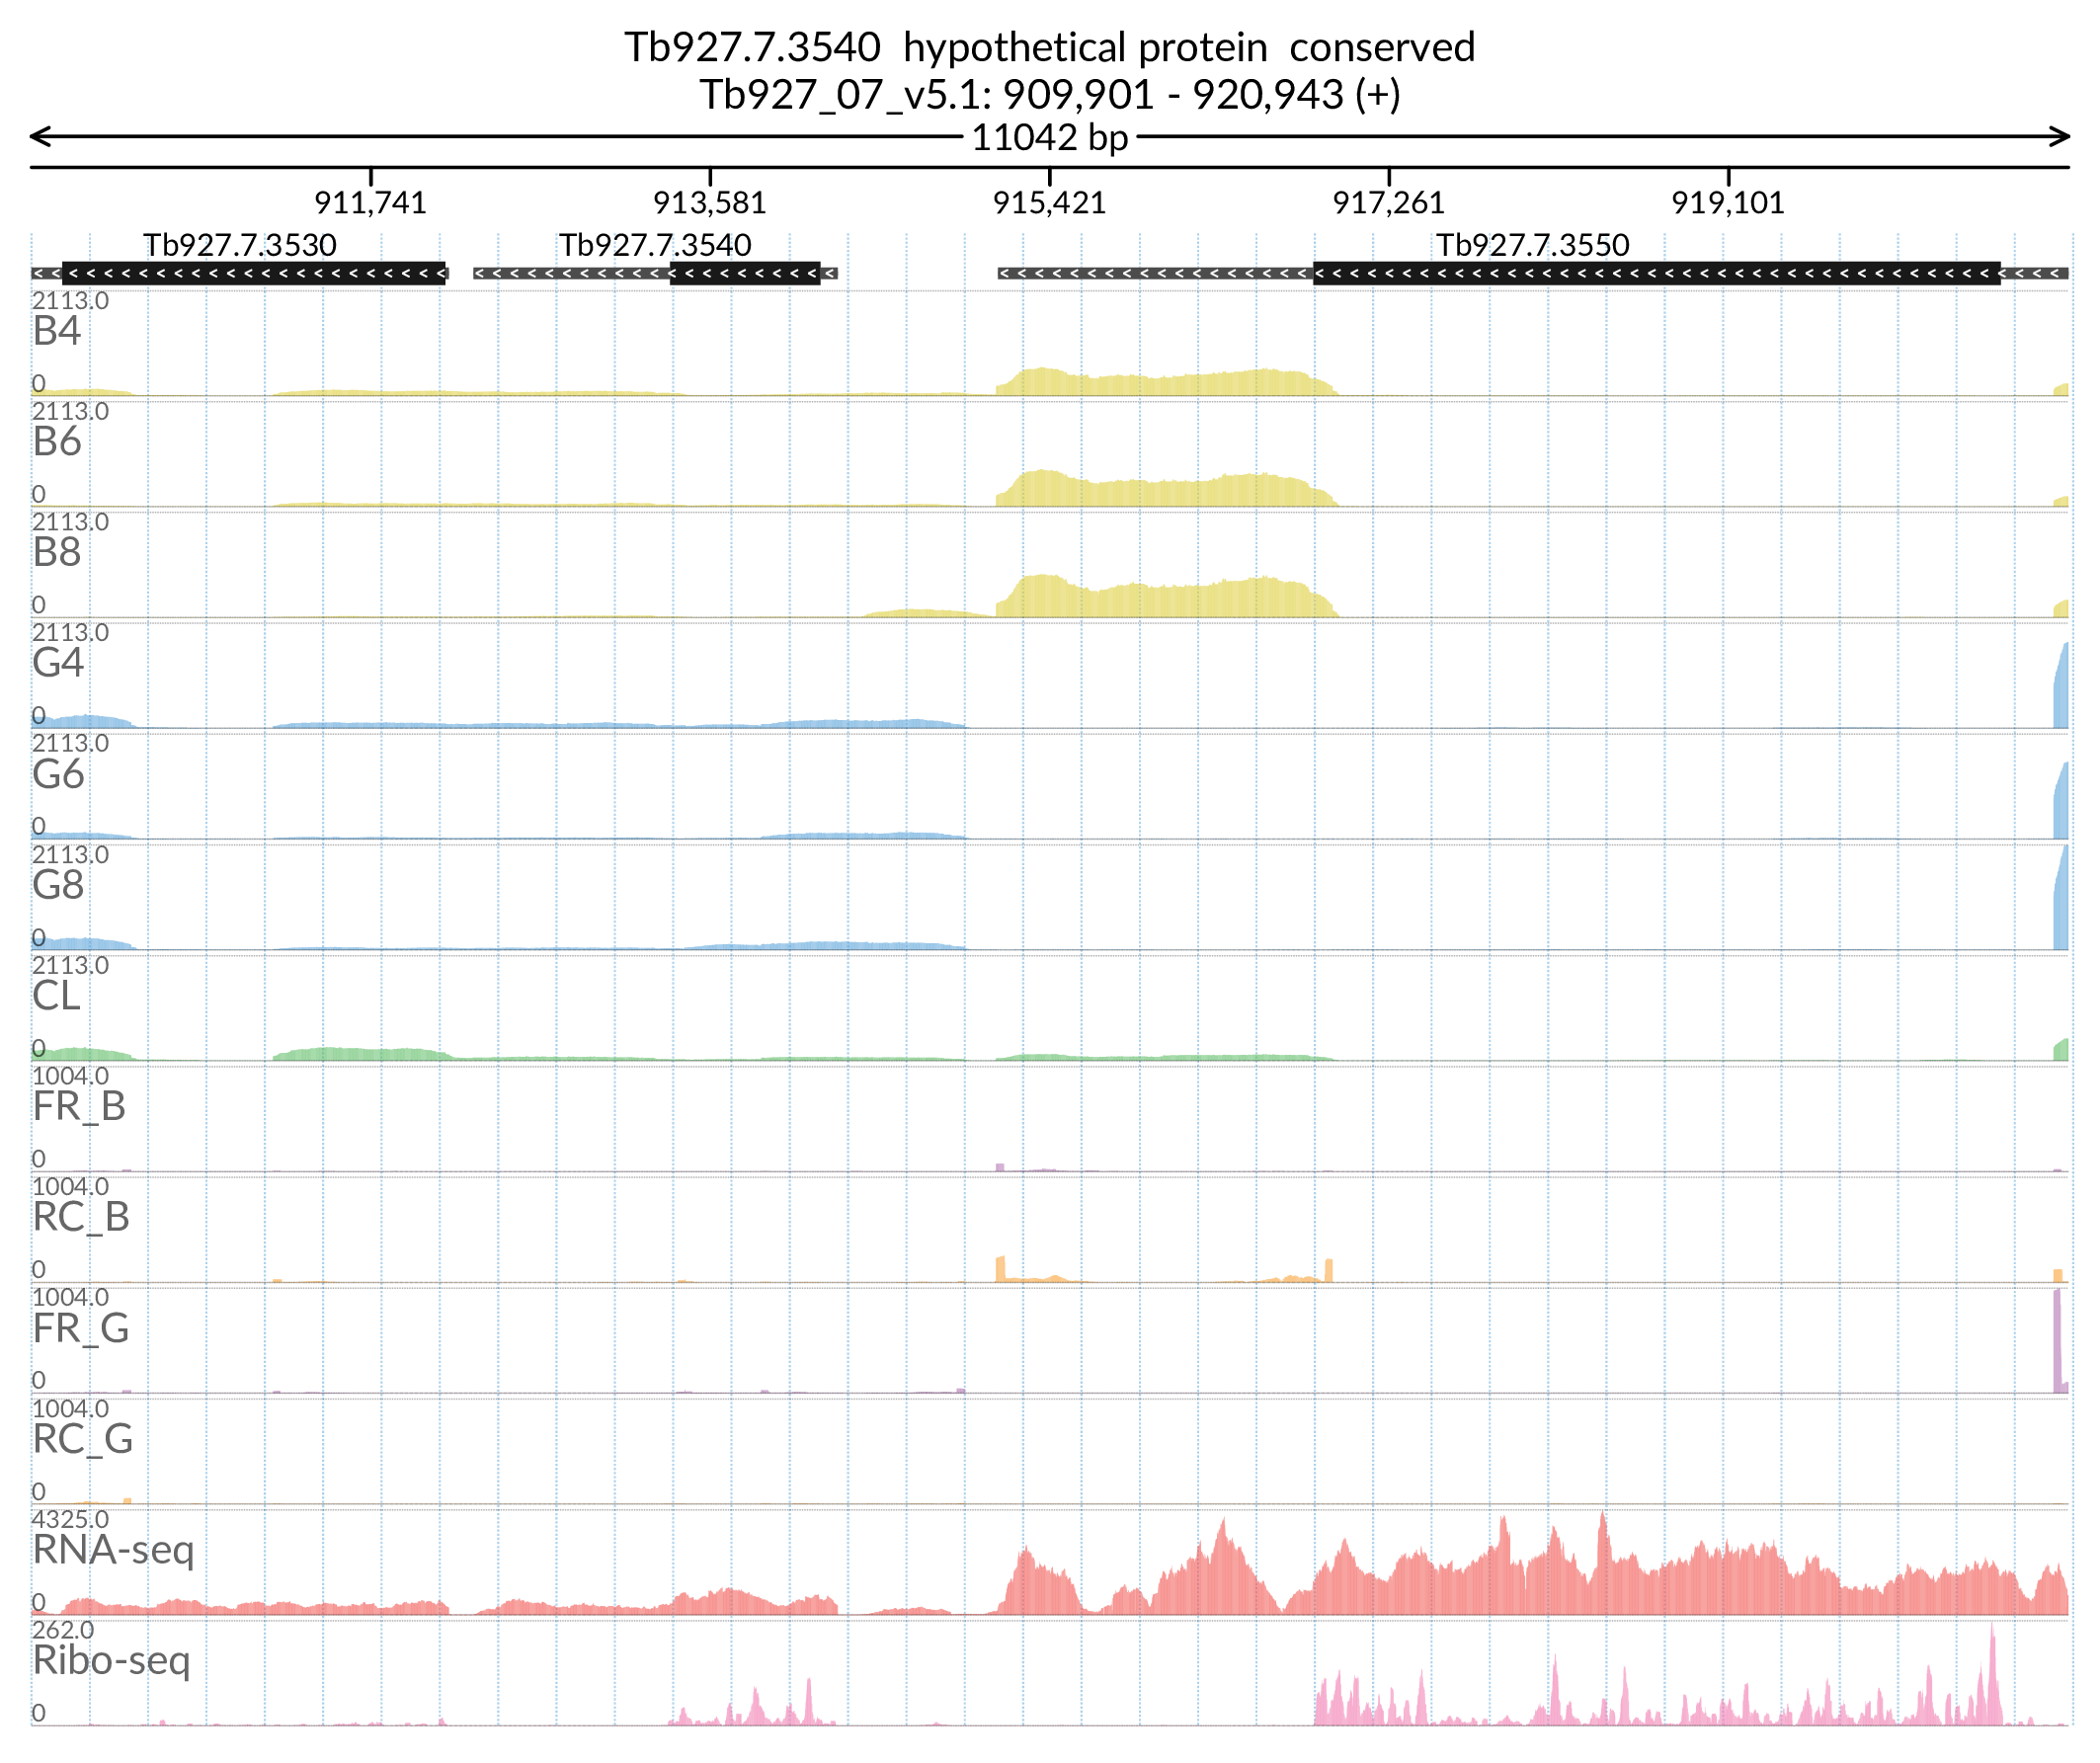 Tb927.7.3540  hypothetical protein  conserved
Tb927_07_v5.1: 909,901 - 920,943 (+)
11042 bp
911,741 913,581 915,421 917,261 919,101
Tb927.7.3530 Tb927.7.3540 Tb927.7.3550
2113.0
B4
0
2113.0
B6
0
2113.0
B8
0
2113.0
G4
0
2113.0
G6
0
2113.0
G8
0
2113.0
CL
0
1004.0
FR_B
0
1004.0
RC_B
0
1004.0
FR_G
0
1004.0
RC_G
0
4325.0
RNA-seq
0
262.0
Ribo-seq
0